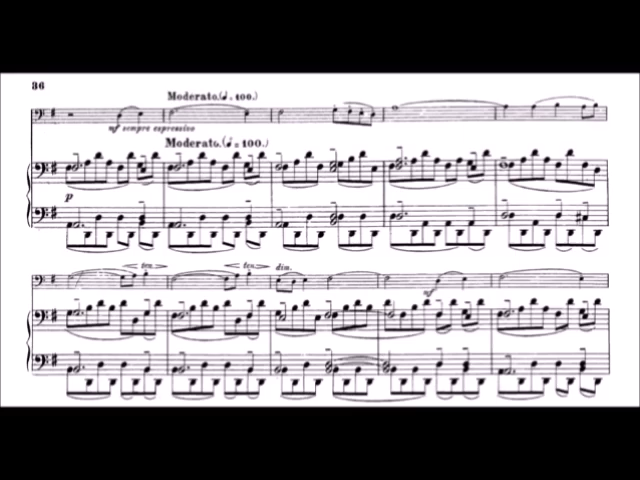 36
Moderato.(♩= 100.)
mf sempre espressivo
Moderato.(♩= 100.)
p
ten.
ten.
dim.
mf